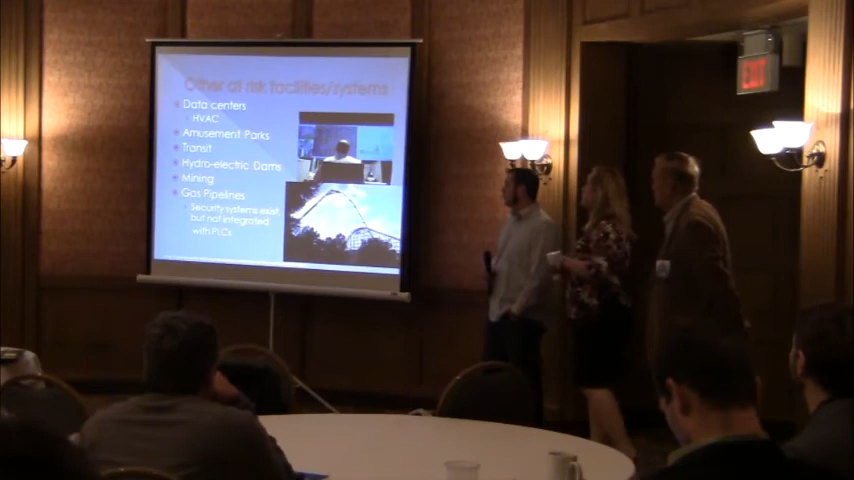 Other at risk facilities/systems
Data centers
HVAC
Amusement Parks
Transit
Hydro-electric Dams
Mining
Gas Pipelines
Security systems exist,
but not integrated
with PLCs
EXIT